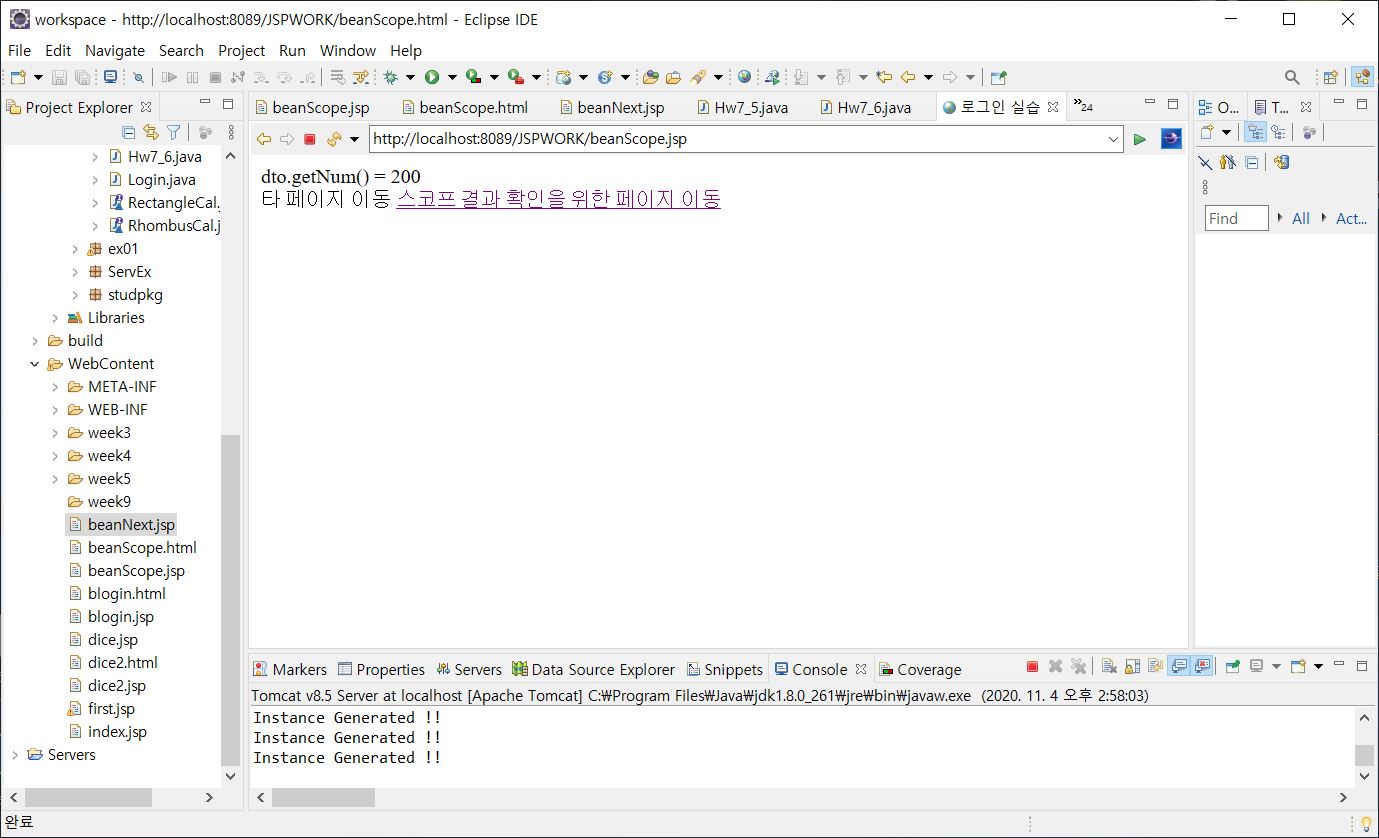 workspace - http://localhost:8089/JSPWORK/beanScope.html - Eclipse IDE
File Edit Navigate Search Project Run Window Help
Project Explorer
Hw7_6.java
Login.java
RectangleCal.
RhombusCal.j
ex01
ServEx
studpkg
Libraries
build
WebContent
META-INF
WEB-INF
week3
week4
week5
week9
beanNext.jsp
beanScope.html
beanScope.jsp
blogin.html
blogin.jsp
dice.jsp
dice2.html
dice2.jsp
first.jsp
index.jsp
Servers
beanScope.jsp beanScope.html beanNext.jsp Hw7_5.java Hw7_6.java 로그인 실습 »24
http://localhost:8089/JSPWORK/beanScope.jsp
dto.getNum() = 200
타 페이지 이동 스코프 결과 확인을 위한 페이지 이동
O... T...
Find All Act...
Markers Properties Servers Data Source Explorer Snippets Console Coverage
Tomcat v8.5 Server at localhost [Apache Tomcat] C:₩Program Files₩Java₩jdk1.8.0_261₩jre₩bin₩javaw.exe (2020. 11. 4 오후 2:58:03)
Instance Generated !!
Instance Generated !!
Instance Generated !!
완료